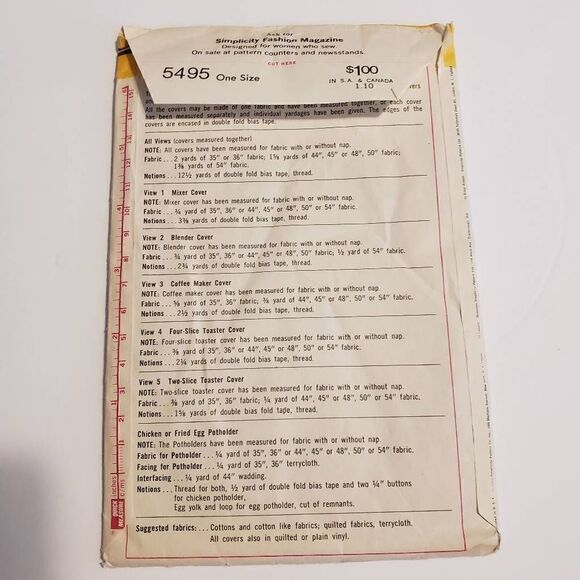 Ask for
Simplicity Fashion Magazine
Designed for women who sew.
On sale at pattern counters and newsstands.
CUT HERE
5495 One Size
$1.00
IN S.A. & CANADA
1.10
overs
All the covers may be made of one fabric and have been measured together, or each cover
has been measured separately and individual yardages have been given. The edges of the
covers are encased in double fold bias tape.
All Views (covers measured together)
NOTE: All covers have been measured for fabric with or without nap.
Fabric... 2 yards of 35" or 36" fabric; 1⅝ yards of 44", 45" or 48", 50" fabric;
1⅜ yards of 54" fabric.
Notions... 12½ yards of double fold bias tape, thread.
View 1 Mixer Cover
NOTE: Mixer cover has been measured for fabric with or without nap.
Fabric... ¾ yard of 35", 36" or 44", 45" or 48", 50" or 54" fabric.
Notions... 3⅜ yards of double fold bias tape, thread.
View 2 Blender Cover
NOTE: Blender cover has been measured for fabric with or without nap.
Fabric... ¾ yard of 35", 36" or 44", 45" or 48", 50" fabric; ½ yard of 54" fabric.
Notions... 2¾ yards of double fold bias tape, thread.
View 3 Coffee Maker Cover
NOTE: Coffee maker cover has been measured for fabric with or without nap.
Fabric... ⅝ yard of 35", 36" fabric; ⅜ yard of 44", 45" or 48", 50" or 54" fabric.
Notions... 2½ yards of double fold bias tape, thread.
View 4 Four-Slice Toaster Cover
NOTE: Four-slice toaster cover has been measured for fabric with or without nap.
Fabric... ⅜ yard of 35", 36" or 44", 45" or 48", 50" or 54" fabric.
Notions... 2¼ yards of double fold bias tape, thread.
View 5 Two-Slice Toaster Cover
NOTE: Two-slice toaster cover has been measured for fabric with or without nap.
Fabric... ⅜ yard of 35", 36" fabric; ¼ yard of 44", 45" or 48", 50" or 54" fabric.
Notions... 1⅝ yards of double fold bias tape, thread.
Chicken or Fried Egg Potholder
NOTE: The Potholders have been measured for fabric with or without nap.
Fabric for Potholder... ¼ yard of 35", 36" or 44", 45" or 48", 50" or 54" fabric.
Facing for Potholder... ¼ yard of 35", 36" terrycloth.
Interfacing... ¼ yard of 44" wadding.
Notions... Thread for both, ½ yard of double fold bias tape and two ¼" buttons
for chicken potholder,
Egg yolk and loop for egg potholder, cut of remnants.
Suggested fabrics:... Cottons and cotton like fabrics; quilted fabrics, terrycloth.
All covers also in quilted or plain vinyl.
QUICK MEASURE
inches
c/ms